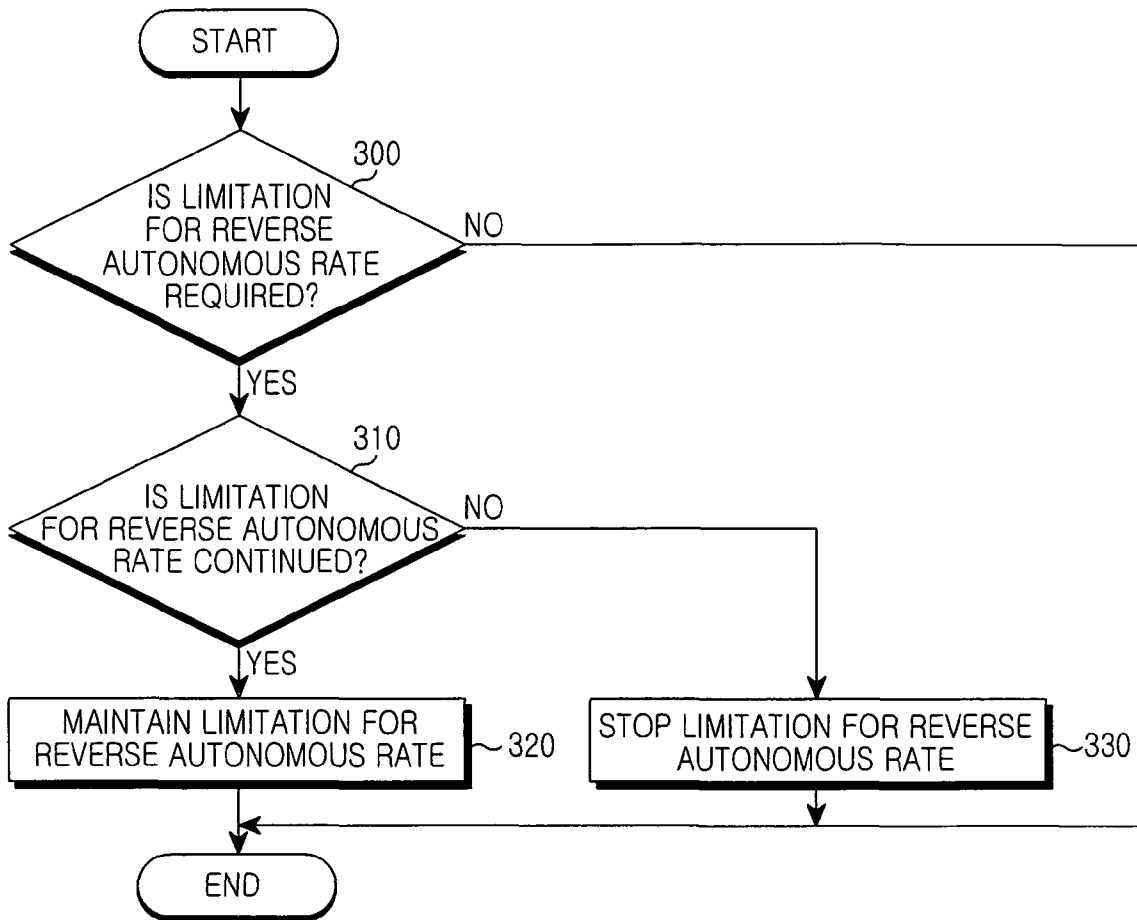 START
300
IS LIMITATION
FOR REVERSE
AUTONOMOUS RATE
REQUIRED?
NO
YES
310
IS LIMITATION
FOR REVERSE AUTONOMOUS
RATE CONTINUED?
NO
YES
MAINTAIN LIMITATION FOR
REVERSE AUTONOMOUS RATE
320
STOP LIMITATION FOR REVERSE
AUTONOMOUS RATE
330
END